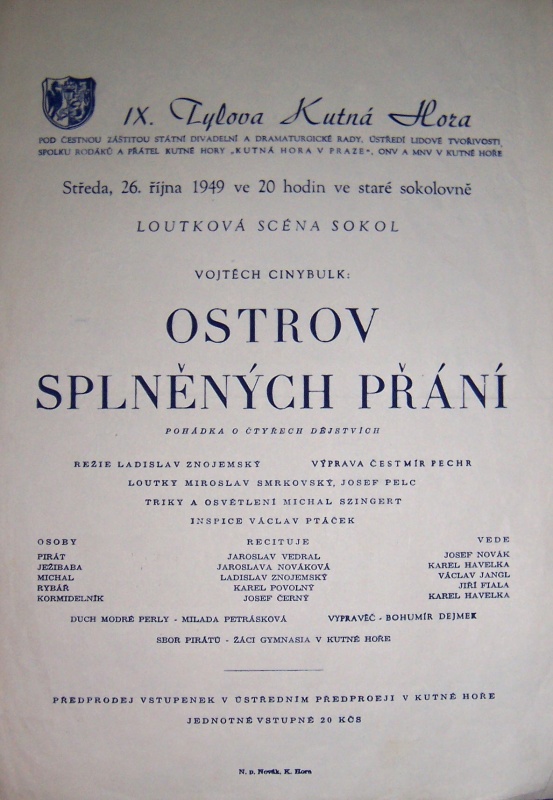 IX. Tylova Kutná Hora
POD ČESTNOU ZÁŠTITOU STÁTNÍ DIVADELNÍ A DRAMATURGICKÉ RADY, ÚSTŘEDÍ LIDOVÉ TVOŘIVOSTI,
SPOLKU RODÁKŮ A PŘÁTEL KUTNÉ HORY „KUTNÁ HORA V PRAZE", ONV A MNV V KUTNÉ HOŘE
Středa, 26. října 1949 ve 20 hodin ve staré sokolovně
LOUTKOVÁ SCÉNA SOKOL
VOJTĚCH CINYBULK:
OSTROV
SPLNĚNÝCH PŘÁNÍ
POHÁDKA O ČTYŘECH DĚJSTVÍCH
REŽIE LADISLAV ZNOJEMSKÝ VÝPRAVA ČESTMÍR PECHR
LOUTKY MIROSLAV SMRKOVSKÝ, JOSEF PELC
TRIKY A OSVĚTLENÍ MICHAL SZINGERT
INSPICE VÁCLAV PTÁČEK
OSOBY RECITUJE VEDE
PIRÁT JAROSLAV VEDRAL JOSEF NOVÁK
JEŽIBABA JAROSLAVA NOVÁKOVÁ KAREL HAVELKA
MICHAL LADISLAV ZNOJEMSKÝ VÁCLAV JANGL
RYBÁŘ KAREL POVOLNÝ JIŘÍ FIALA
KORMIDELNÍK JOSEF ČERNÝ KAREL HAVELKA
DUCH MODRÉ PERLY - MILADA PETRÁSKOVÁ VYPRAVĚČ - BOHUMÍR DEJMEK
SBOR PIRÁTŮ - ŽÁCI GYMNASIA V KUTNÉ HOŘE
PŘEDPRODEJ VSTUPENEK V ÚSTŘEDNÍM PŘEDPROEJI V KUTNÉ HOŘE
JEDNOTNÉ VSTUPNÉ 20 KČS
N. p. Novák, K. Hora